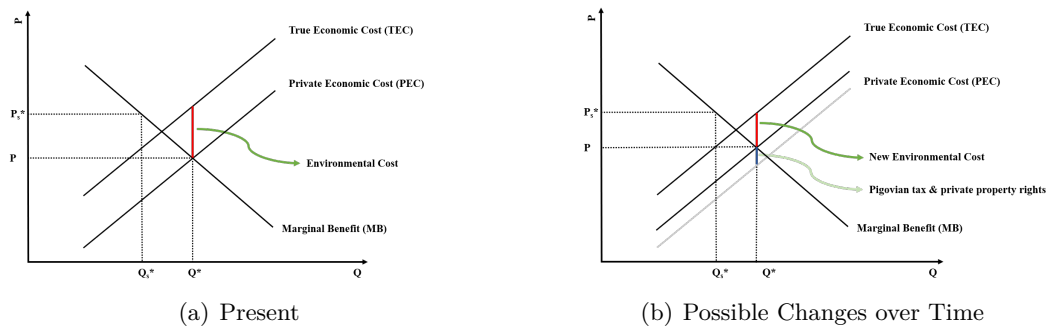 P
True Economic Cost (TEC)
Private Economic Cost (PEC)
Ps*
P
Environmental Cost
Marginal Benefit (MB)
Qs*
Q*
Q
(a) Present
P
True Economic Cost (TEC)
Private Economic Cost (PEC)
Ps*
P
New Environmental Cost
Pigovian tax & private property rights
Marginal Benefit (MB)
Qs*
Q*
Q
(b) Possible Changes over Time